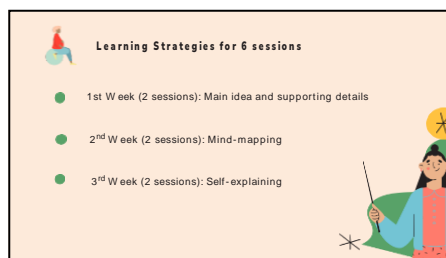 Learning Strategies for 6 sessions
1st Week (2 sessions): Main idea and supporting details
2nd Week (2 sessions): Mind-mapping
3rd Week (2 sessions): Self-explaining